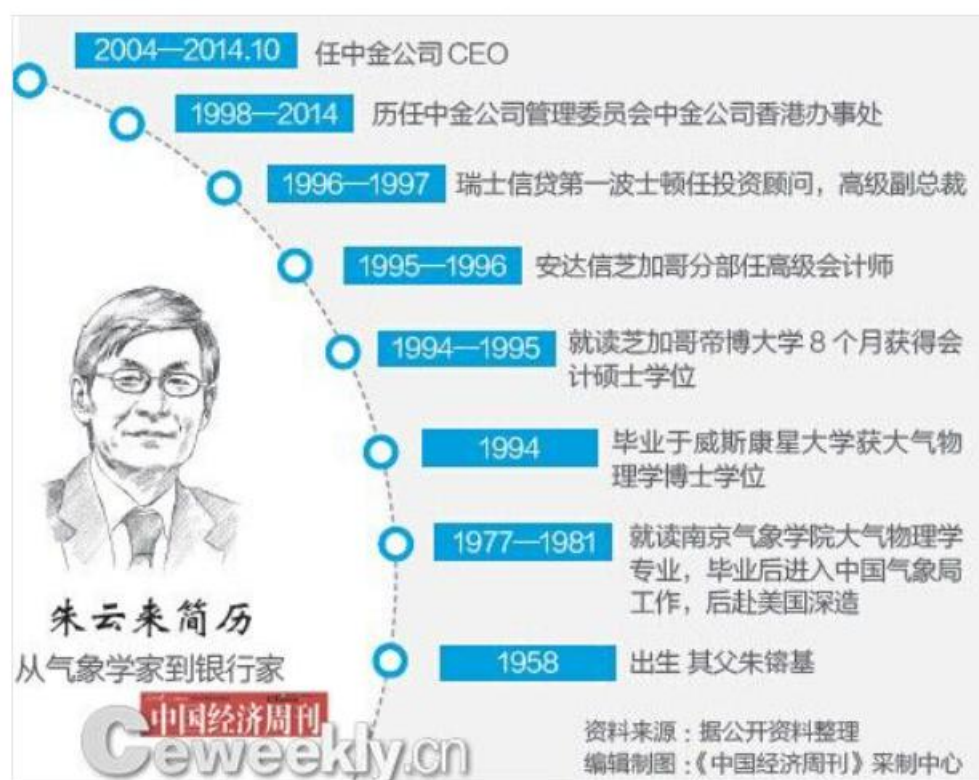 2004—2014.10 任中金公司 CEO
1998—2014 历任中金公司管理委员会中金公司香港办事处
1996—1997 瑞士信贷第一波士顿任投资顾问，高级副总裁
1995—1996 安达信芝加哥分部任高级会计师
1994—1995 就读芝加哥帝博大学 8 个月获得会
计硕士学位
1994 毕业于威斯康星大学获大气物
理学博士学位
1977—1981 就读南京气象学院大气物理学
专业，毕业后进入中国气象局
工作，后赴美国深造
1958 出生 其父朱镕基
朱云来简历
从气象学家到银行家
中国经济周刊
Ceweekly.cn
资料来源：据公开资料整理
编辑制图：《中国经济周刊》采制中心